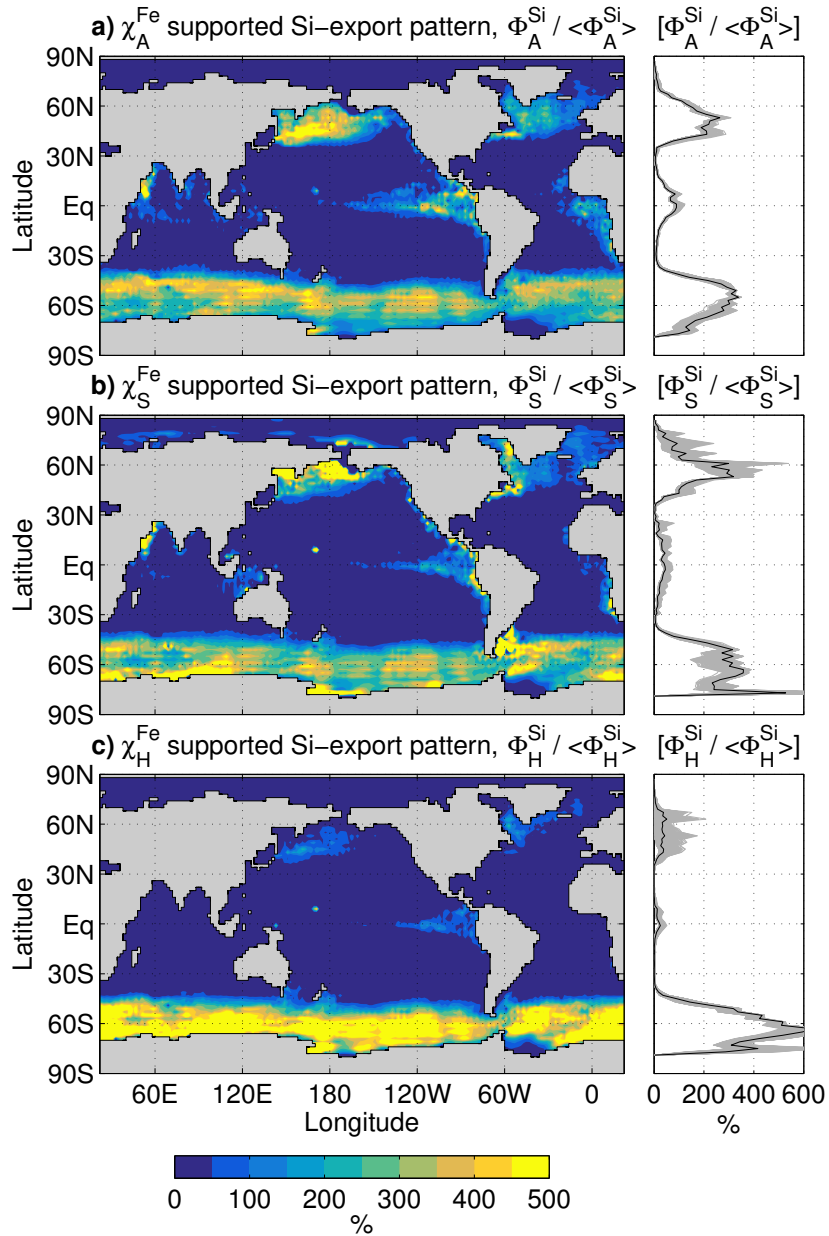 a) χ_A^Fe supported Si−export pattern, Φ_A^Si / <Φ_A^Si> [Φ_A^Si / <Φ_A^Si>]
90N
60N
30N
Eq
30S
60S
90S
Latitude
b) χ_S^Fe supported Si−export pattern, Φ_S^Si / <Φ_S^Si> [Φ_S^Si / <Φ_S^Si>]
90N
60N
30N
Eq
30S
60S
90S
Latitude
c) χ_H^Fe supported Si−export pattern, Φ_H^Si / <Φ_H^Si> [Φ_H^Si / <Φ_H^Si>]
90N
60N
30N
Eq
30S
60S
90S
Latitude
60E 120E 180 120W 60W 0
Longitude
0 200 400 600
%
0 100 200 300 400 500
%